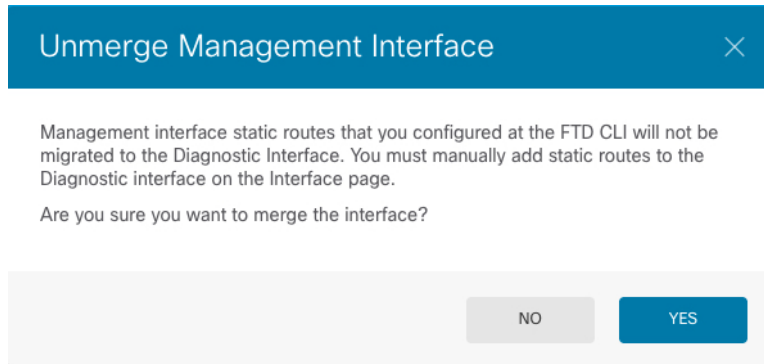 Unmerge Management Interface
Management interface static routes that you configured at the FTD CLI will not be
migrated to the Diagnostic Interface. You must manually add static routes to the
Diagnostic interface on the Interface page.
Are you sure you want to merge the interface?
NO
YES